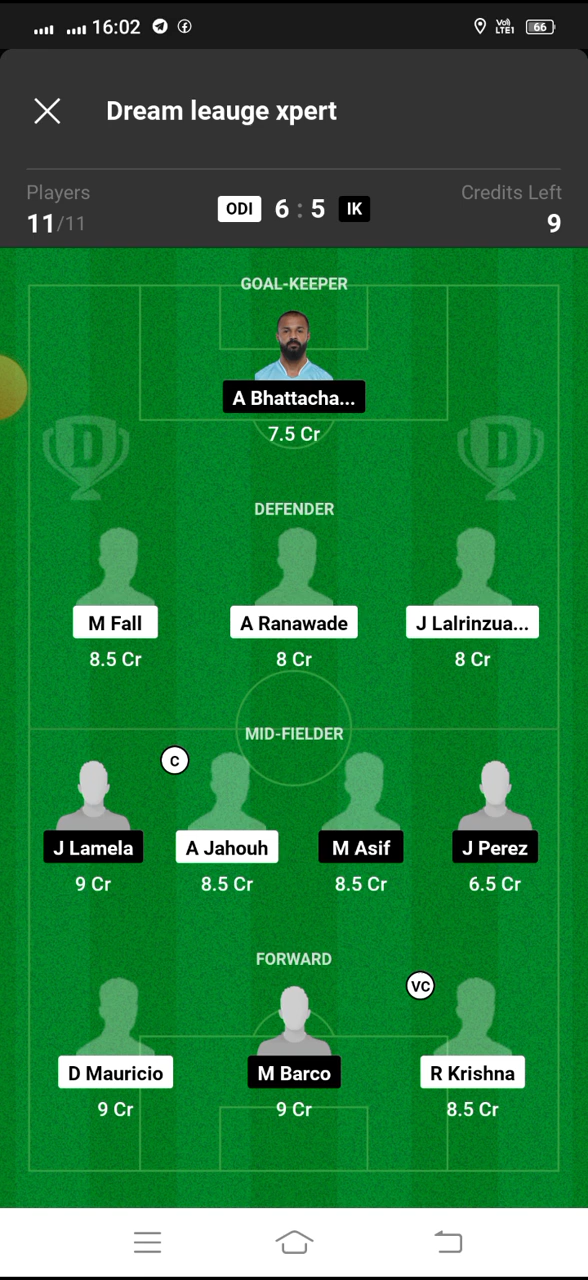 16:02
Vo))
LTE1
66
Dream leauge xpert
Players
Credits Left
11/11
ODI 6 : 5 IK
9
GOAL-KEEPER
A Bhattacha...
7.5 Cr
D
D
DEFENDER
M Fall
A Ranawade
J Lalrinzua...
8.5 Cr
8 Cr
8 Cr
MID-FIELDER
C
J Lamela
A Jahouh
M Asif
J Perez
9 Cr
8.5 Cr
8.5 Cr
6.5 Cr
FORWARD
VC
D Mauricio
M Barco
R Krishna
9 Cr
9 Cr
8.5 Cr